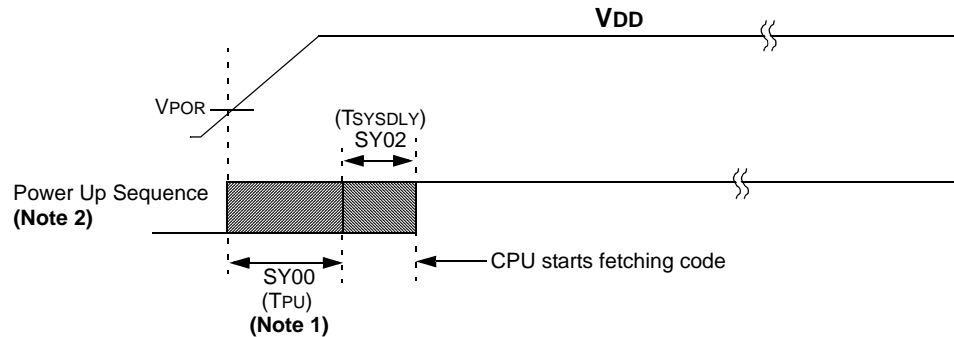 VDD
VPOR
(TSYSDLY)
SY02
Power Up Sequence
(Note 2)
CPU starts fetching code
SY00
(TPU)
(Note 1)